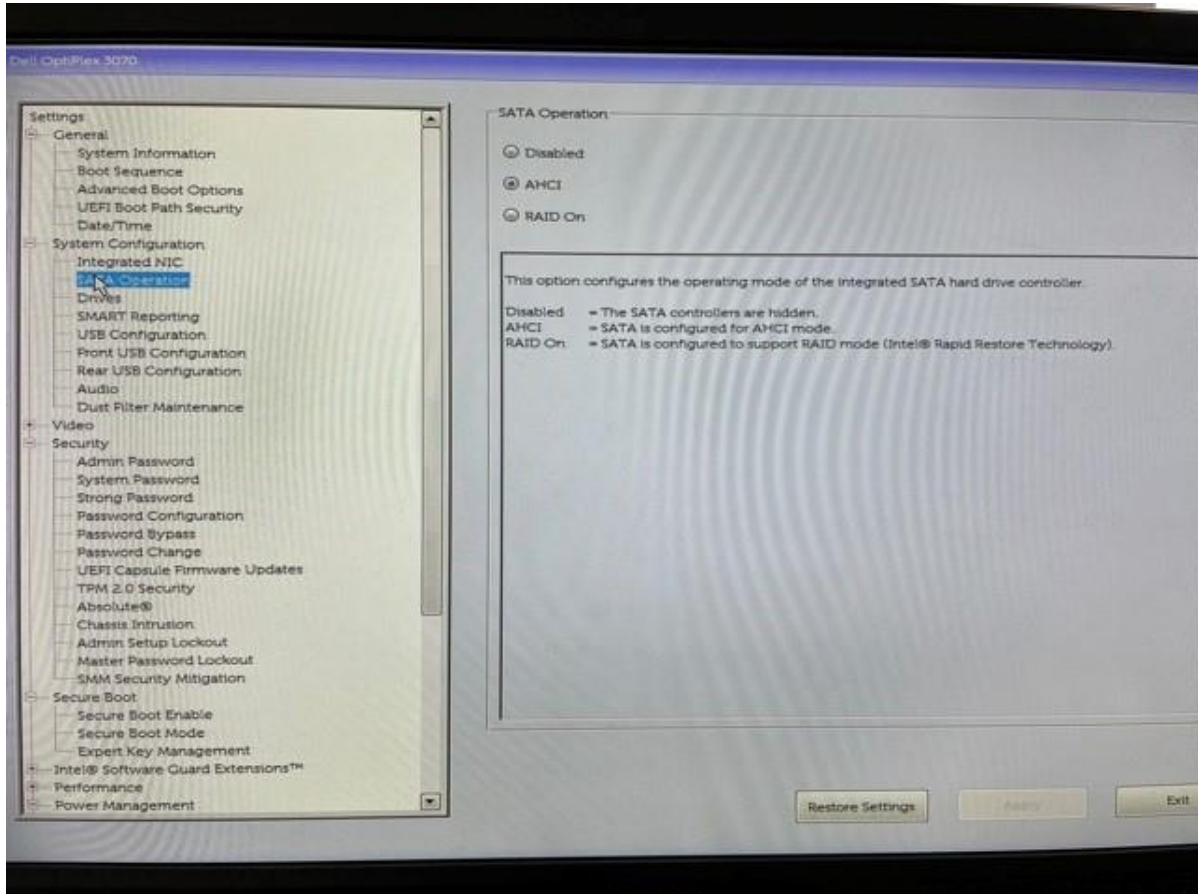 Dell OptiPlex 3070
Settings
General
System Information
Boot Sequence
Advanced Boot Options
UEFI Boot Path Security
Date/Time
System Configuration
Integrated NIC
SATA Operation
Drives
SMART Reporting
USB Configuration
Front USB Configuration
Rear USB Configuration
Audio
Dust Filter Maintenance
Video
Security
Admin Password
System Password
Strong Password
Password Configuration
Password Bypass
Password Change
UEFI Capsule Firmware Updates
TPM 2.0 Security
Absolute®
Chassis Intrusion
Admin Setup Lockout
Master Password Lockout
SMM Security Mitigation
Secure Boot
Secure Boot Enable
Secure Boot Mode
Expert Key Management
Intel® Software Guard Extensions™
Performance
Power Management
SATA Operation
Disabled
AHCI
RAID On
This option configures the operating mode of the integrated SATA hard drive controller.
Disabled = The SATA controllers are hidden.
AHCI = SATA is configured for AHCI mode.
RAID On = SATA is configured to support RAID mode (Intel® Rapid Restore Technology).
Restore Settings
Apply
Exit